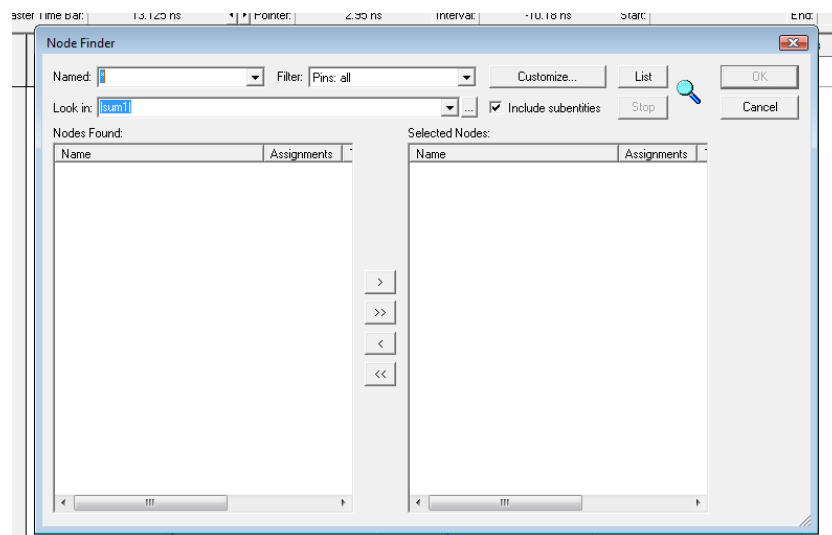 aster Time Bar: 13.125 ns Pointer: 2.95 ns Interval: -10.18 ns Start: End:
Node Finder
Named: * Filter: Pins: all Customize... List OK
Look in: |sum1| ... Include subentities Stop Cancel
Nodes Found: Selected Nodes:
Name Assignments Name Assignments
>
>>
<
<<